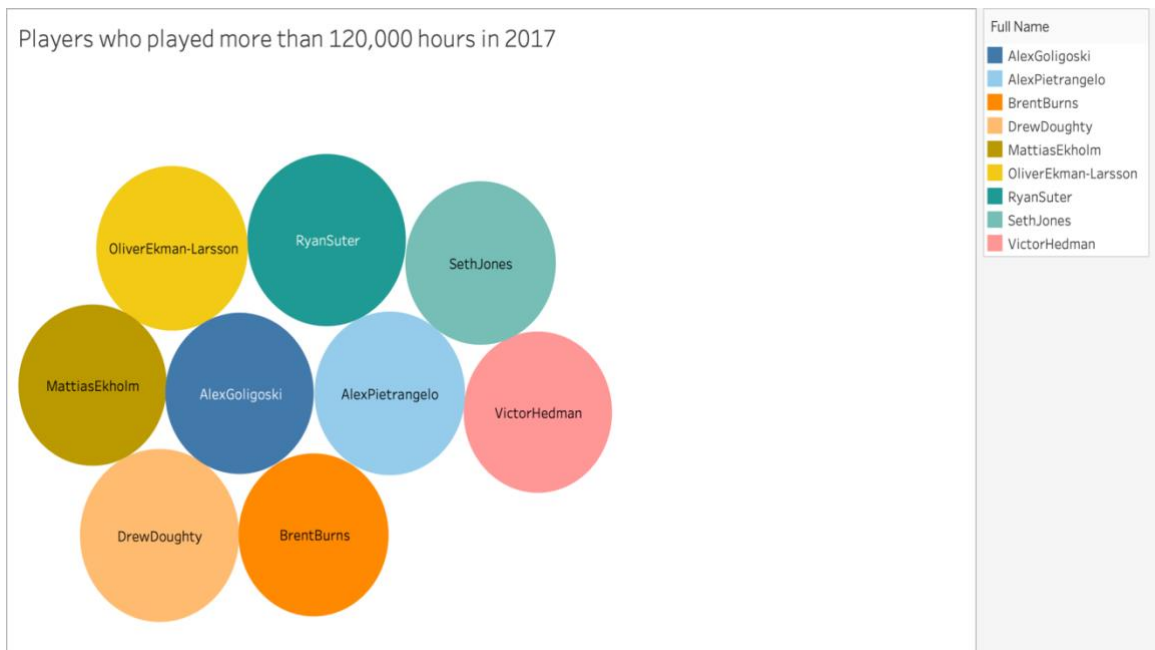 Players who played more than 120,000 hours in 2017
OliverEkman-Larsson
RyanSuter
SethJones
MattiasEkholm
AlexGoligoski
AlexPietrangelo
VictorHedman
DrewDoughty
BrentBurns
Full Name
AlexGoligoski
AlexPietrangelo
BrentBurns
DrewDoughty
MattiasEkholm
OliverEkman-Larsson
RyanSuter
SethJones
VictorHedman